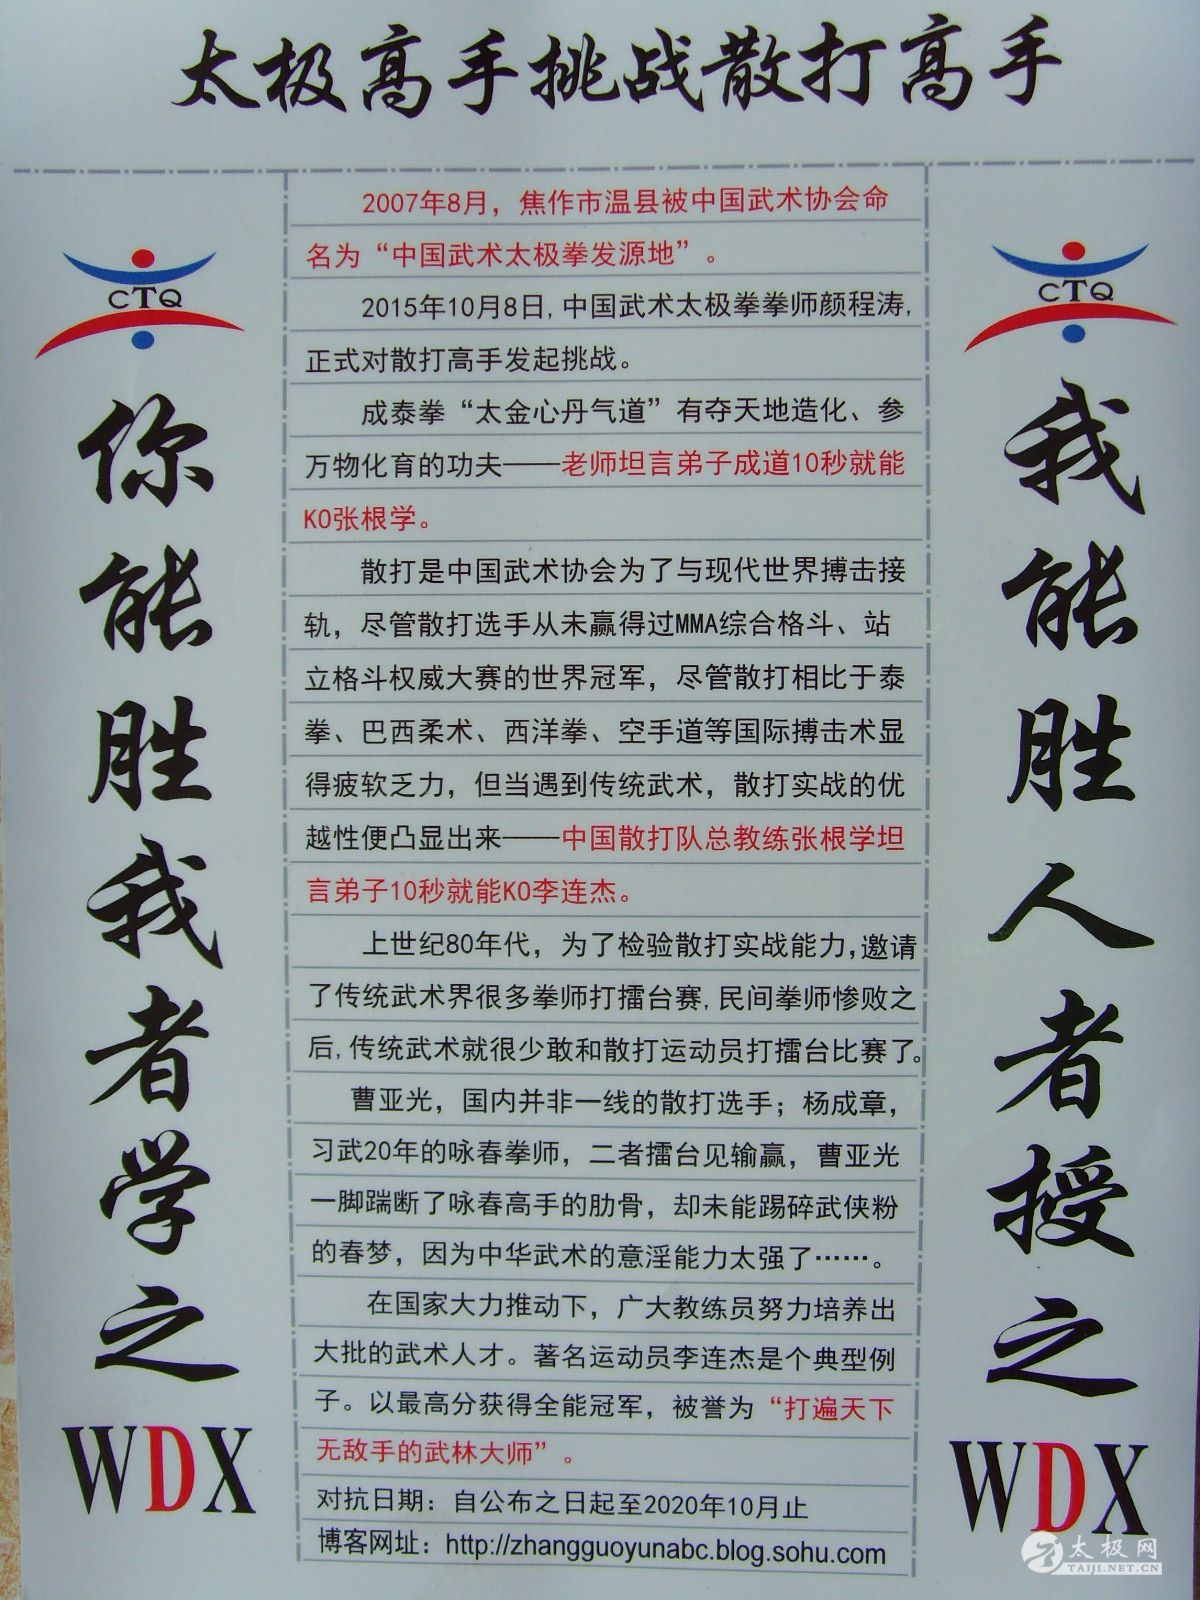 太极高手挑战散打高手
CTQ
你能胜我者学之
WDX
2007年8月，焦作市温县被中国武术协会命
名为“中国武术太极拳发源地”。
2015年10月8日,中国武术太极拳拳师颜程涛,
正式对散打高手发起挑战。
成泰拳“太金心丹气道”有夺天地造化、参
万物化育的功夫——老师坦言弟子成道10秒就能
KO张根学。
散打是中国武术协会为了与现代世界搏击接
轨，尽管散打选手从未赢得过MMA综合格斗、站
立格斗权威大赛的世界冠军，尽管散打相比于泰
拳、巴西柔术、西洋拳、空手道等国际搏击术显
得疲软乏力，但当遇到传统武术，散打实战的优
越性便凸显出来——中国散打队总教练张根学坦
言弟子10秒就能KO李连杰。
上世纪80年代，为了检验散打实战能力,邀请
了传统武术界很多拳师打擂台赛,民间拳师惨败之
后,传统武术就很少敢和散打运动员打擂台比赛了。
曹亚光，国内并非一线的散打选手；杨成章，
习武20年的咏春拳师，二者擂台见输赢，曹亚光
一脚踹断了咏春高手的肋骨，却未能踢碎武侠粉
的春梦，因为中华武术的意淫能力太强了……。
在国家大力推动下，广大教练员努力培养出
大批的武术人才。著名运动员李连杰是个典型例
子。以最高分获得全能冠军，被誉为“打遍天下
无敌手的武林大师”。
对抗日期：自公布之日起至2020年10月止
博客网址：http://zhangguoyunabc.blog.sohu.com
CTQ
我能胜人者授之
WDX
太极网
TAIJI.NET.CN